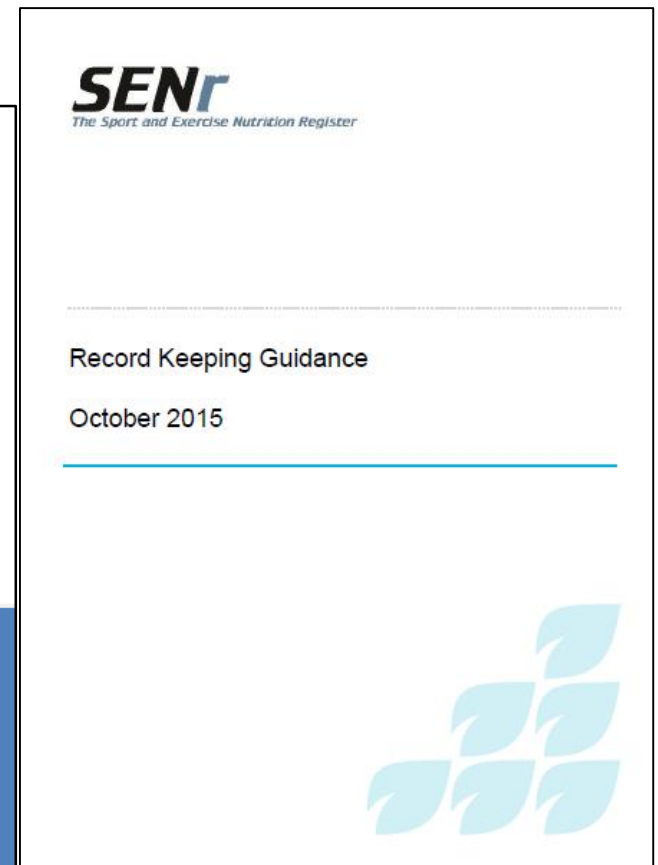 SENr
The Sport and Exercise Nutrition Register
Record Keeping Guidance
October 2015